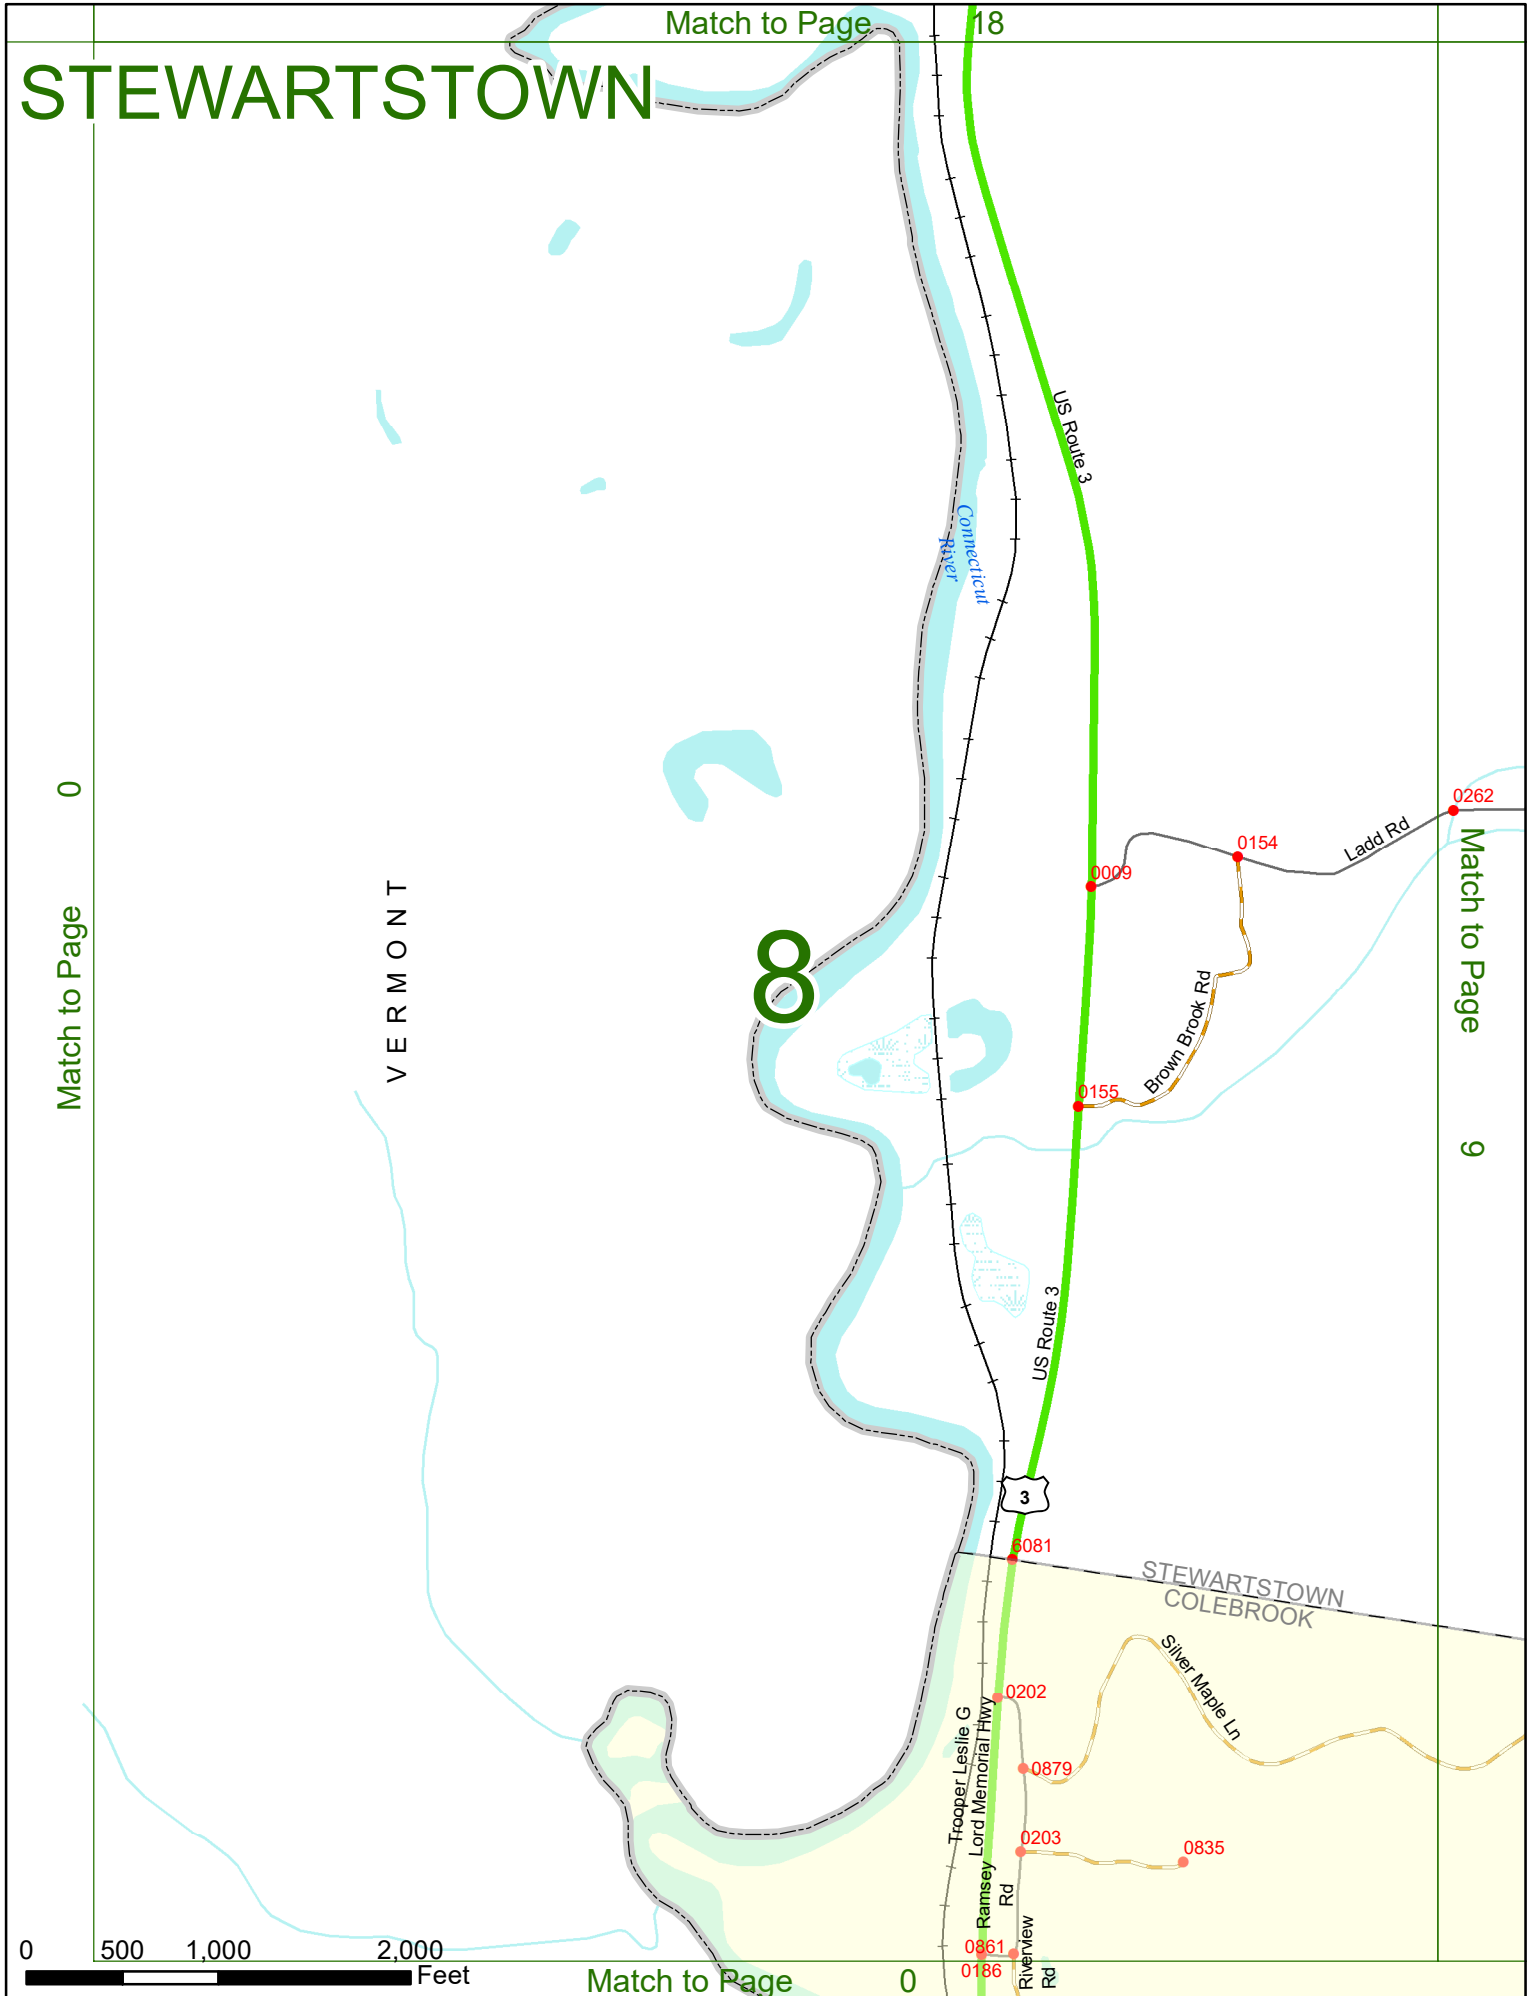 Match to Page 18
STEWARTSTOWN
US Route 3
Connecticut
River
0
Match to Page
VERMONT
8
0262
Ladd Rd
0154
0009
Match to Page
9
Brown Brook Rd
0155
US Route 3
3
6081
STEWARTSTOWN
COLEBROOK
Silver Maple Ln
0202
Trooper Leslie G
Lord Memorial Hwy
0879
0203
0835
Ramsey
Rd
Riverview
Rd
0861
0186
0 500 1,000 2,000
Feet
Match to Page 0